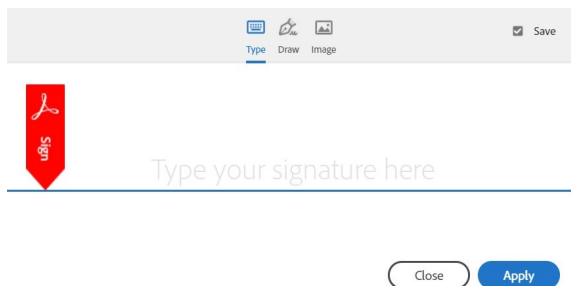 Save
Type Draw Image
Sign
Type your signature here
Close Apply